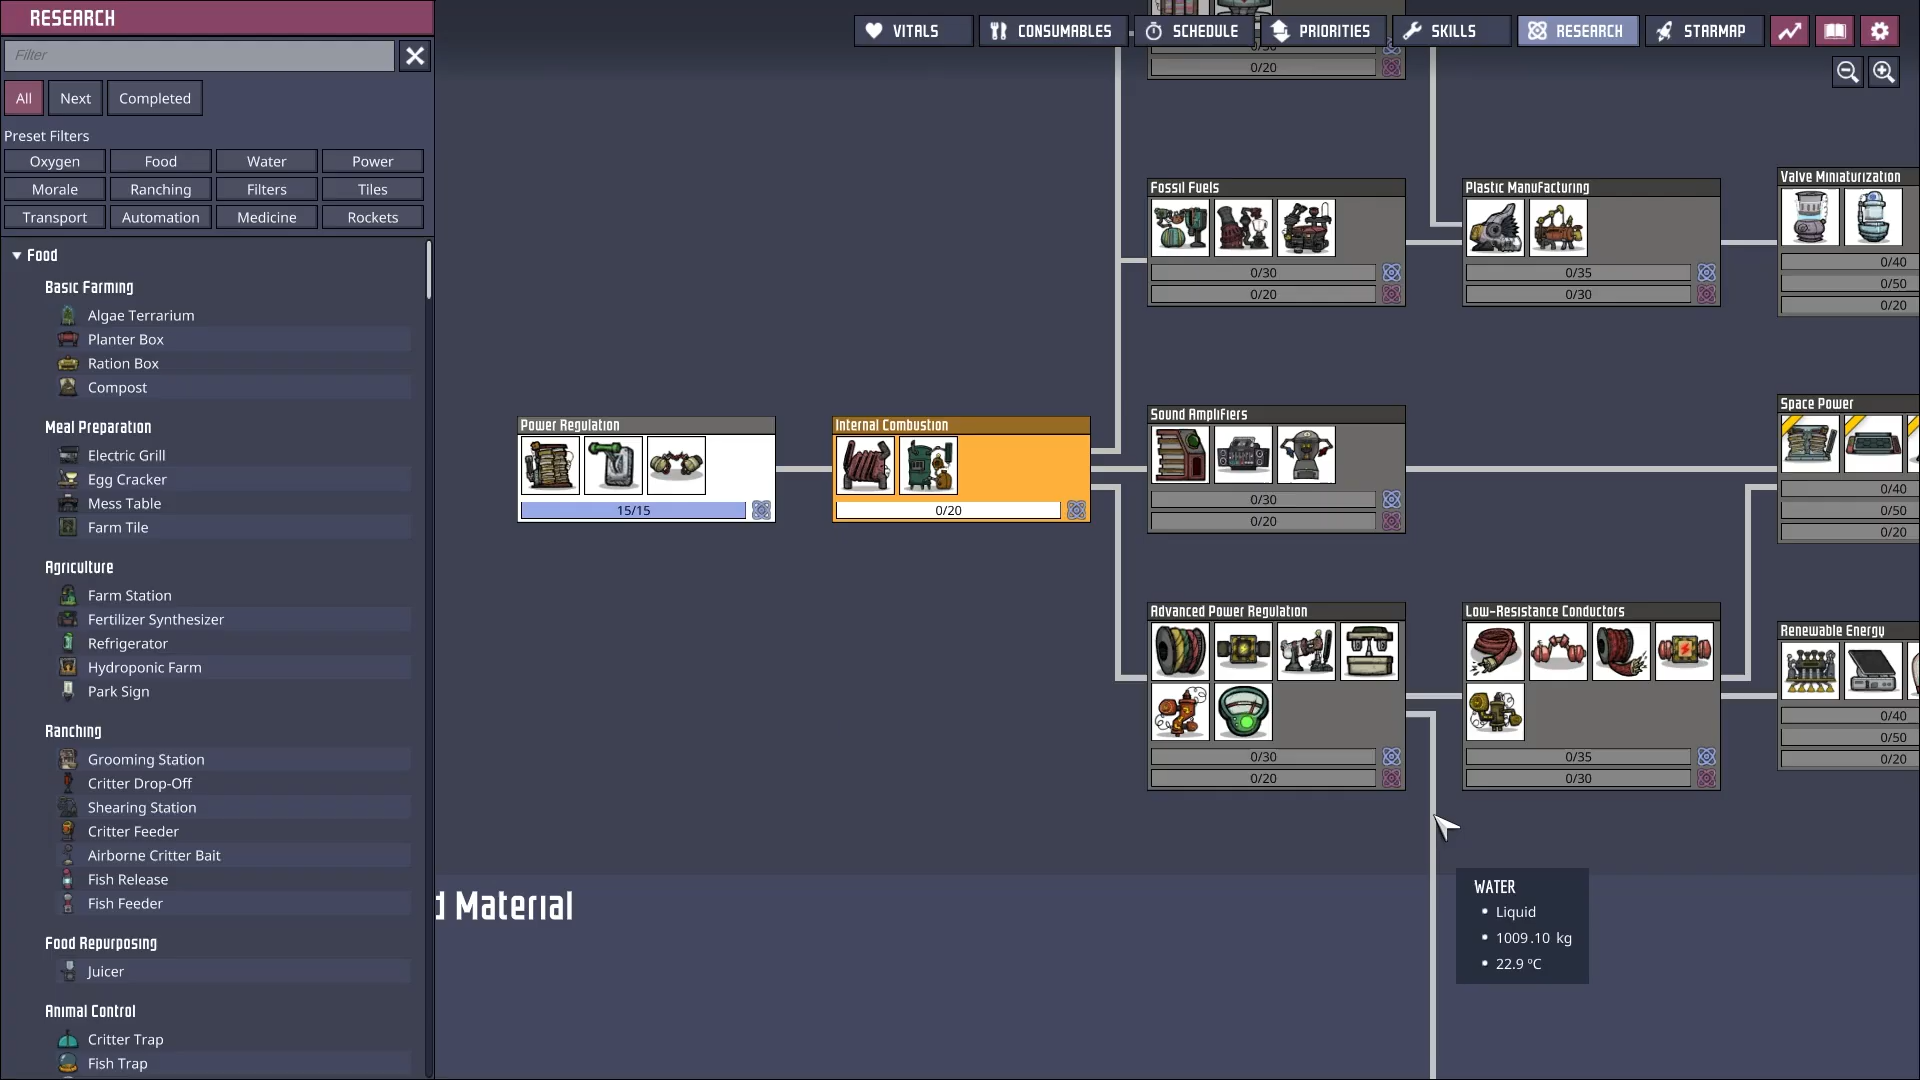 RESEARCH
Filter
All
Next
Completed
Preset Filters
Oxygen
Food
Water
Power
Morale
Ranching
Filters
Tiles
Transport
Automation
Medicine
Rockets
Food
Basic Farming
Algae Terrarium
Planter Box
Ration Box
Compost
Meal Preparation
Electric Grill
Egg Cracker
Mess Table
Farm Tile
Agriculture
Farm Station
Fertilizer Synthesizer
Refrigerator
Hydroponic Farm
Park Sign
Ranching
Grooming Station
Critter Drop-Off
Shearing Station
Critter Feeder
Airborne Critter Bait
Fish Release
Fish Feeder
Food Repurposing
Juicer
Animal Control
Critter Trap
Fish Trap
VITALS
CONSUMABLES
SCHEDULE
PRIORITIES
SKILLS
RESEARCH
STARMAP
0/20
Fossil Fuels
0/30
0/20
Plastic Manufacturing
0/35
0/30
Valve Miniaturization
0/40
0/50
0/20
Power Regulation
15/15
Internal Combustion
0/20
Sound Amplifiers
0/30
0/20
Space Power
0/40
0/50
0/20
Advanced Power Regulation
0/30
0/20
Low-Resistance Conductors
0/35
0/30
Renewable Energy
0/40
0/50
0/20
d Material
WATER
• Liquid
• 1009.10 kg
• 22.9 °C